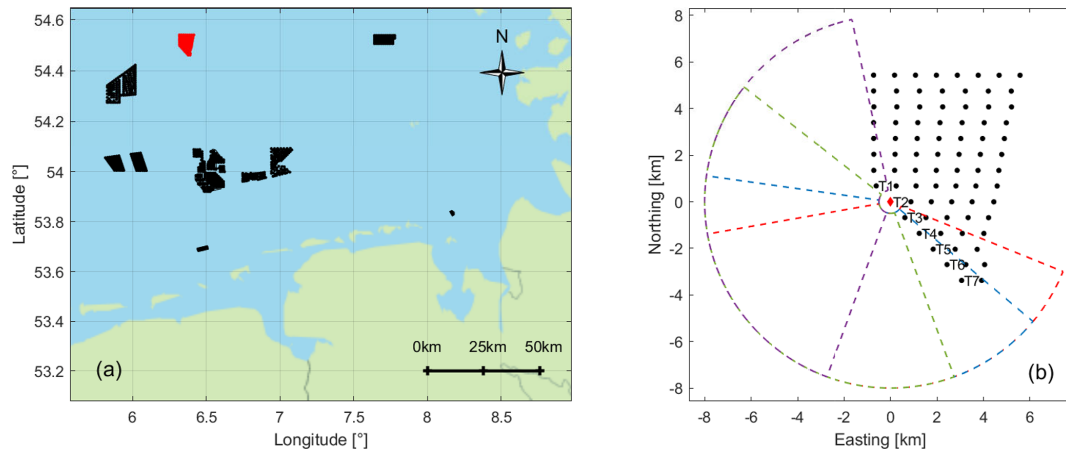 54.6
54.4
54.2
54
53.8
53.6
53.4
53.2
Latitude [°]
N
0km 25km 50km
(a)
6 6.5 7 7.5 8 8.5
Longitude [°]
8
6
4
2
0
-2
-4
-6
-8
Northing [km]
T1
T2
T3
T4
T5
T6
T7
(b)
-8 -6 -4 -2 0 2 4 6
Easting [km]